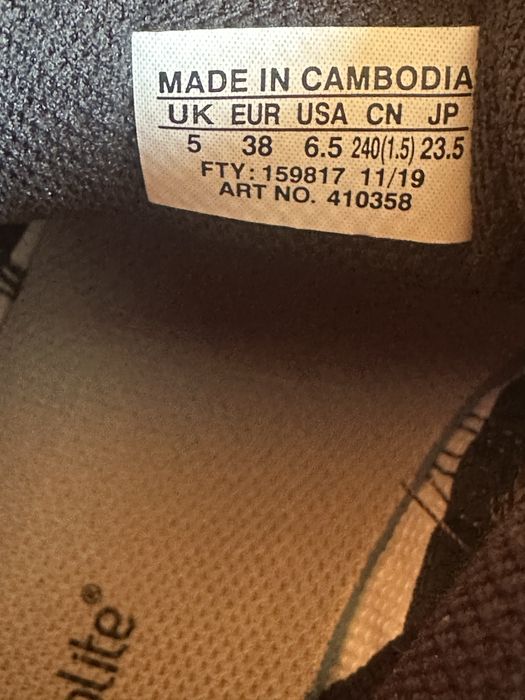 MADE IN CAMBODIA
UK EUR USA CN JP
5 38 6.5 240(1.5) 23.5
FTY: 159817 11/19
ART NO. 410358
lite®